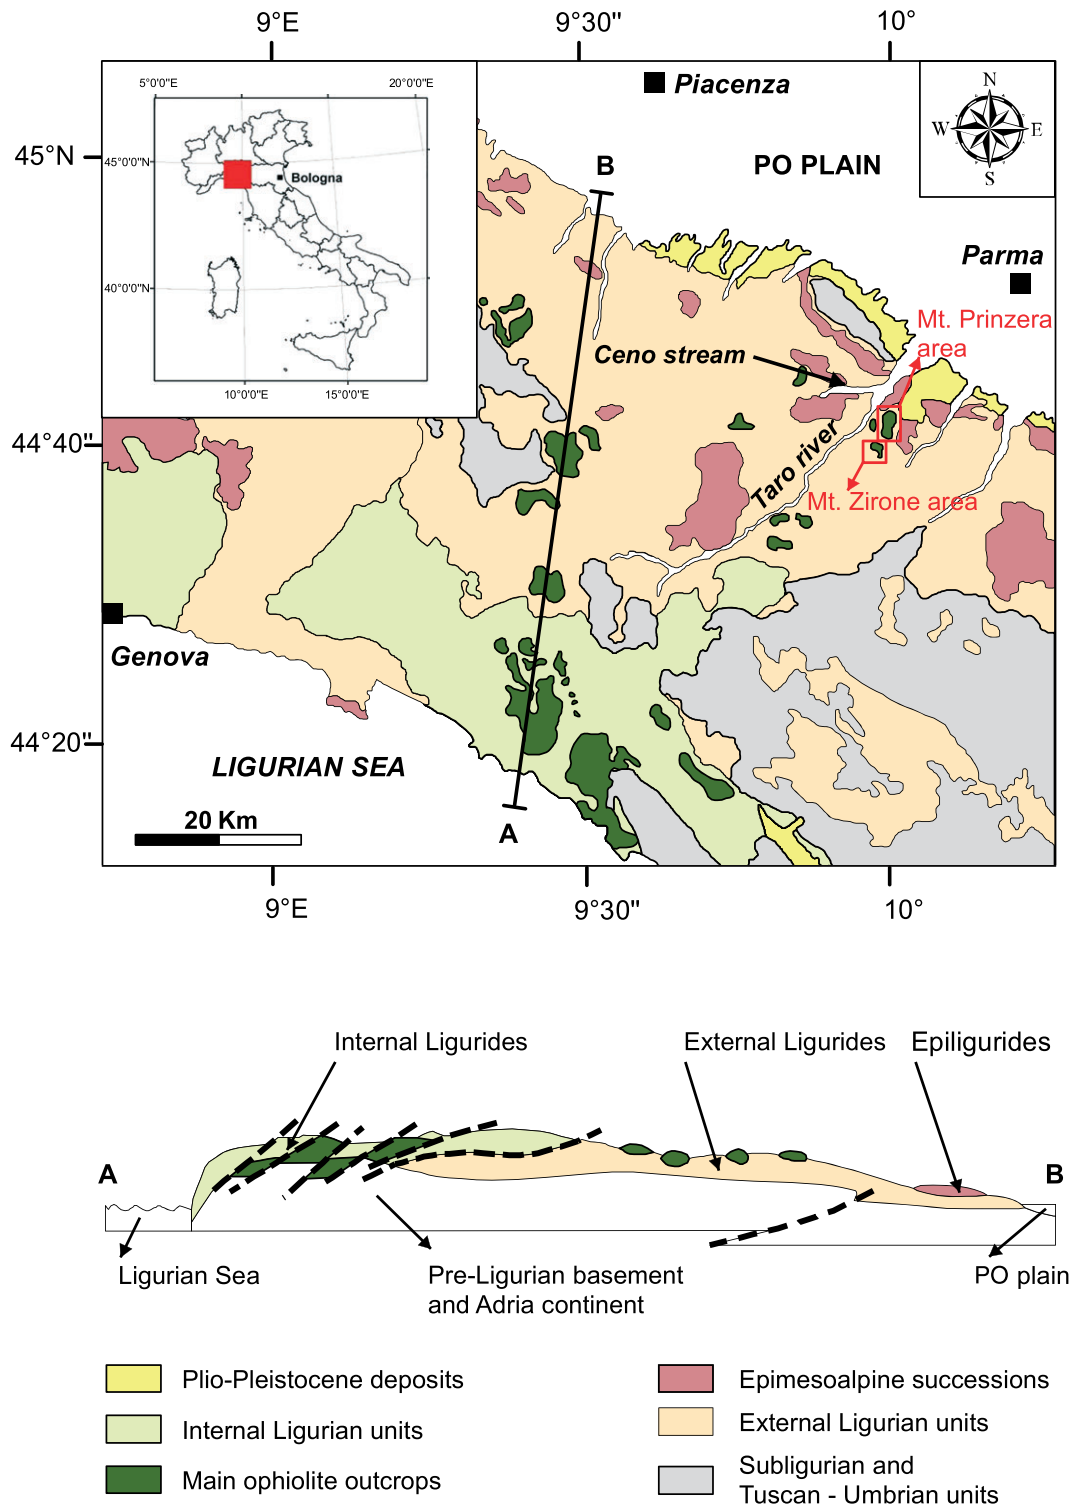 9°E
9°30"
10°
5°0'0"E
20°0'0"E
Piacenza
N
W
E
S
45°N
45°0'0"N
Bologna
B
PO PLAIN
Parma
40°0'0"N
Mt. Prinzera
area
Ceno stream
10°0'0"E
15°0'0"E
44°40"
Taro river
Mt. Zirone area
Genova
44°20"
LIGURIAN SEA
20 Km
A
9°E
9°30"
10°
Internal Ligurides
External Ligurides
Epiligurides
A
B
Ligurian Sea
Pre-Ligurian basement
and Adria continent
PO plain
Plio-Pleistocene deposits
Internal Ligurian units
Main ophiolite outcrops
Epimesoalpine successions
External Ligurian units
Subligurian and
Tuscan - Umbrian units